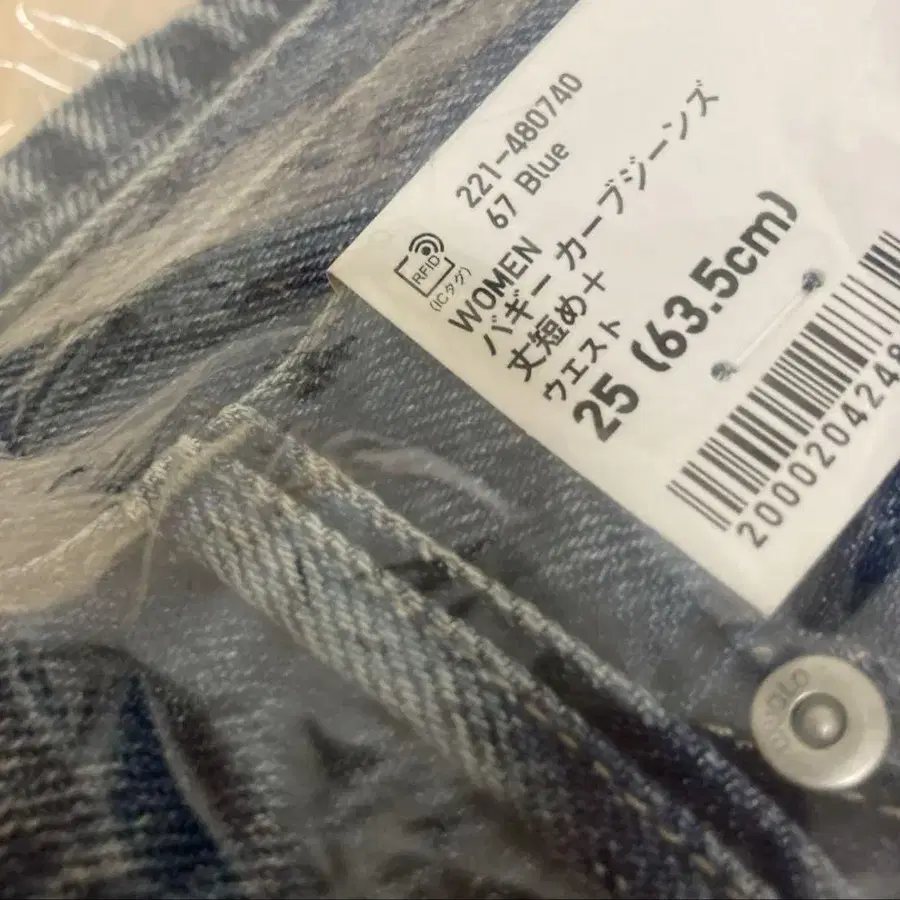 221-480740
67 Blue
RFID
(ICタグ)
WOMEN
バギーカーブジーンズ
丈短め+
ウエスト
25 (63.5cm)
2000204248